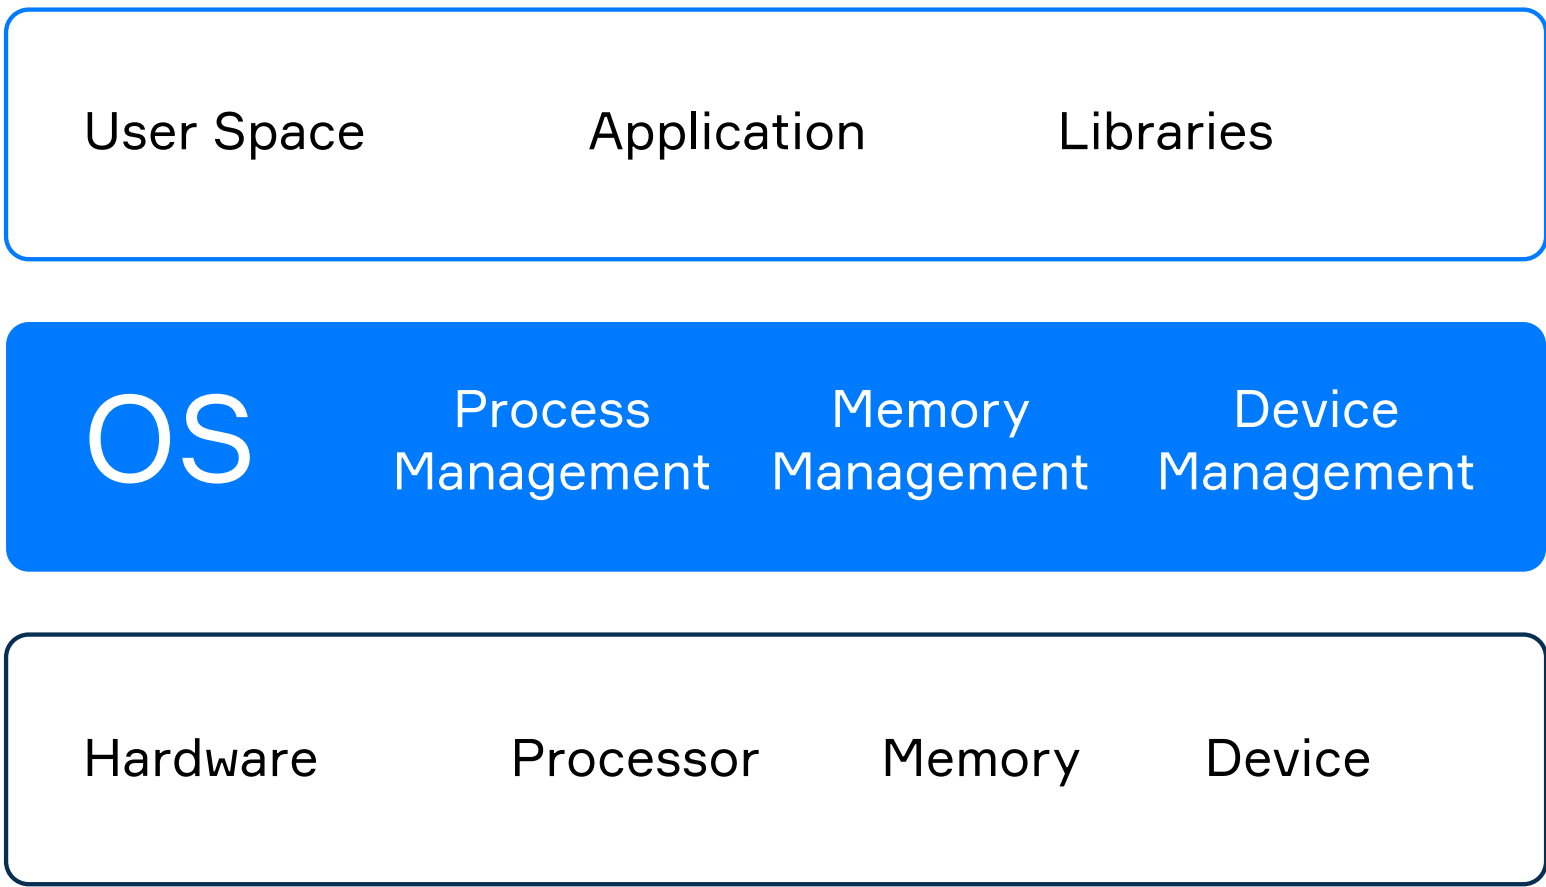 User Space Application Libraries
OS
Process Management
Memory Management
Device Management
Hardware Processor Memory Device